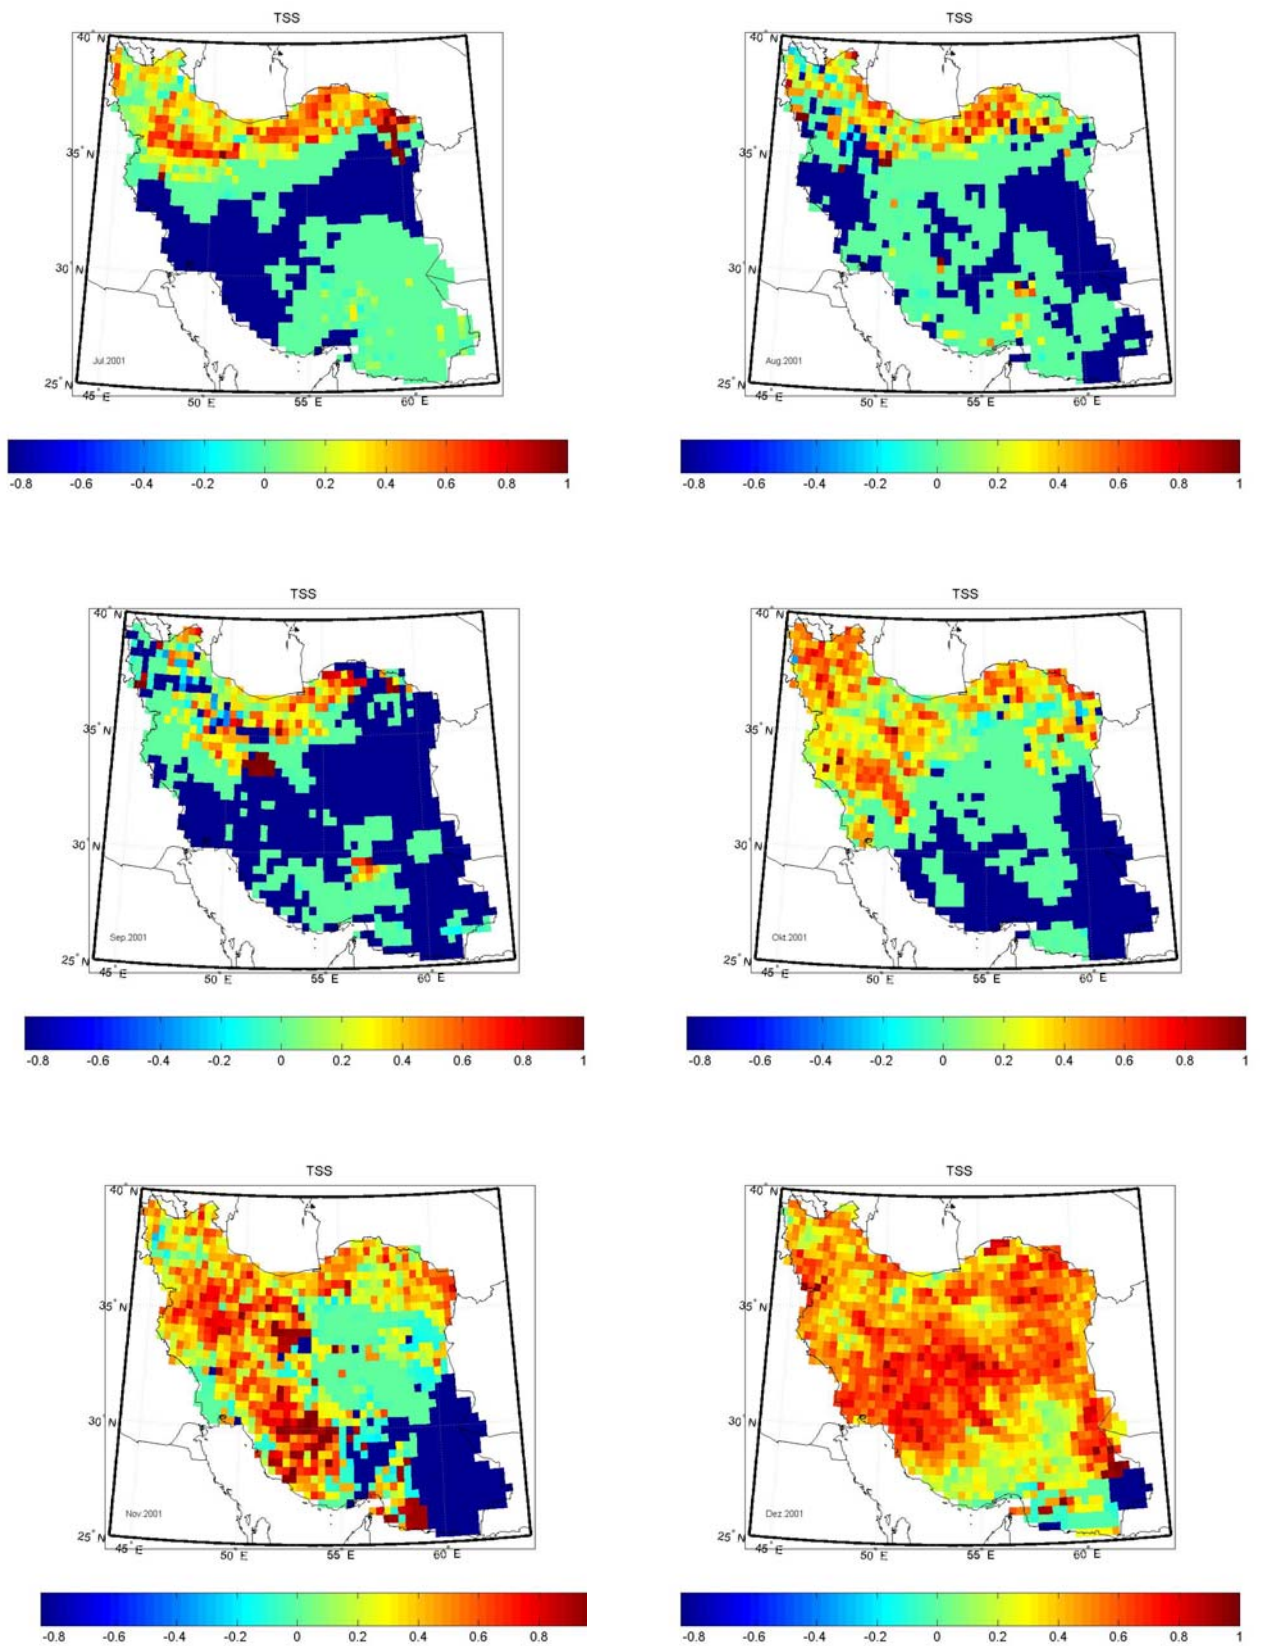 TSS TSS
40° N 40° N
35° N 35° N
30° N 30° N
Jul.2001 Aug.2001
25° N 25° N
45° E 50° E 55° E 60° E 45° E 50° E 55° E 60° E
-0.8 -0.6 -0.4 -0.2 0 0.2 0.4 0.6 0.8 1 -0.8 -0.6 -0.4 -0.2 0 0.2 0.4 0.6 0.8 1
TSS TSS
40° N 40° N
35° N 35° N
30° N 30° N
Sep.2001 Okt.2001
25° N 25° N
45° E 50° E 55° E 60° E 45° E 50° E 55° E 60° E
-0.8 -0.6 -0.4 -0.2 0 0.2 0.4 0.6 0.8 1 -0.8 -0.6 -0.4 -0.2 0 0.2 0.4 0.6 0.8 1
TSS TSS
40° N 40° N
35° N 35° N
30° N 30° N
Nov.2001 Dez.2001
25° N 25° N
45° E 50° E 55° E 60° E 45° E 50° E 55° E 60° E
-0.8 -0.6 -0.4 -0.2 0 0.2 0.4 0.6 0.8 -0.8 -0.6 -0.4 -0.2 0 0.2 0.4 0.6 0.8 1